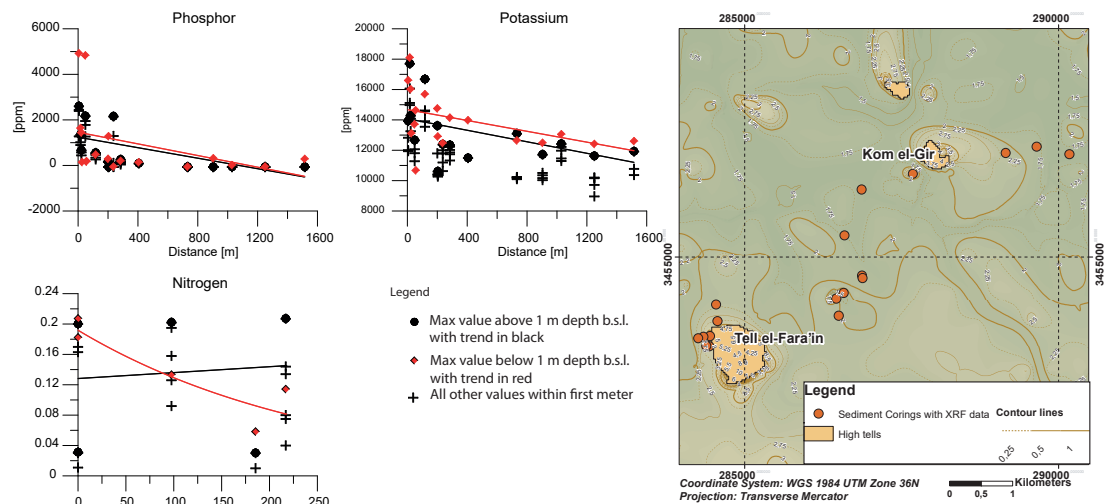 Phosphor
6000
4000
2000
0
-2000
[ppm]
0 400 800 1200 1600
Distance [m]
Potassium
18000
16000
14000
12000
10000
8000
[ppm]
0 400 800 1200 1600
Distance [m]
Nitrogen
0.24
0.2
0.16
0.12
0.08
0.04
0
0 50 100 150 200 250
Legend
Max value above 1 m depth b.s.l.
with trend in black
Max value below 1 m depth b.s.l.
with trend in red
All other values within first meter
285000 290000
3455000 3455000
Kom el-Gir
Tell el-Fara'in
Legend
Sediment Corings with XRF data
High tells
Contour lines
0,25 0,5 1
285000 290000
Coordinate System: WGS 1984 UTM Zone 36N
Projection: Transverse Mercator
Kilometers
0 0,5 1